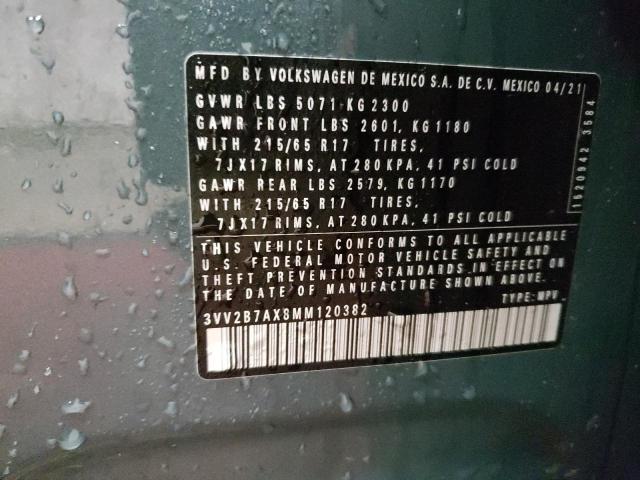 MFD BY VOLKSWAGEN DE MEXICO S.A. DE C.V. MEXICO 04/21
GVWR LBS 5071 KG 2300
GAWR FRONT LBS 2601, KG 1180
WITH 215/65 R17 TIRES,
7JX17 RIMS, AT 280 KPA, 41 PSI COLD
GAWR REAR LBS 2579, KG 1170
WITH 215/65 R17 TIRES,
7JX17 RIMS, AT 280 KPA, 41 PSI COLD
THIS VEHICLE CONFORMS TO ALL APPLICABLE
U.S. FEDERAL MOTOR VEHICLE SAFETY AND
THEFT PREVENTION STANDARDS IN EFFECT ON
THE DATE OF MANUFACTURE SHOWN ABOVE.
TYPE: MPV
3VV2B7AX8MM120382
1520942 3584